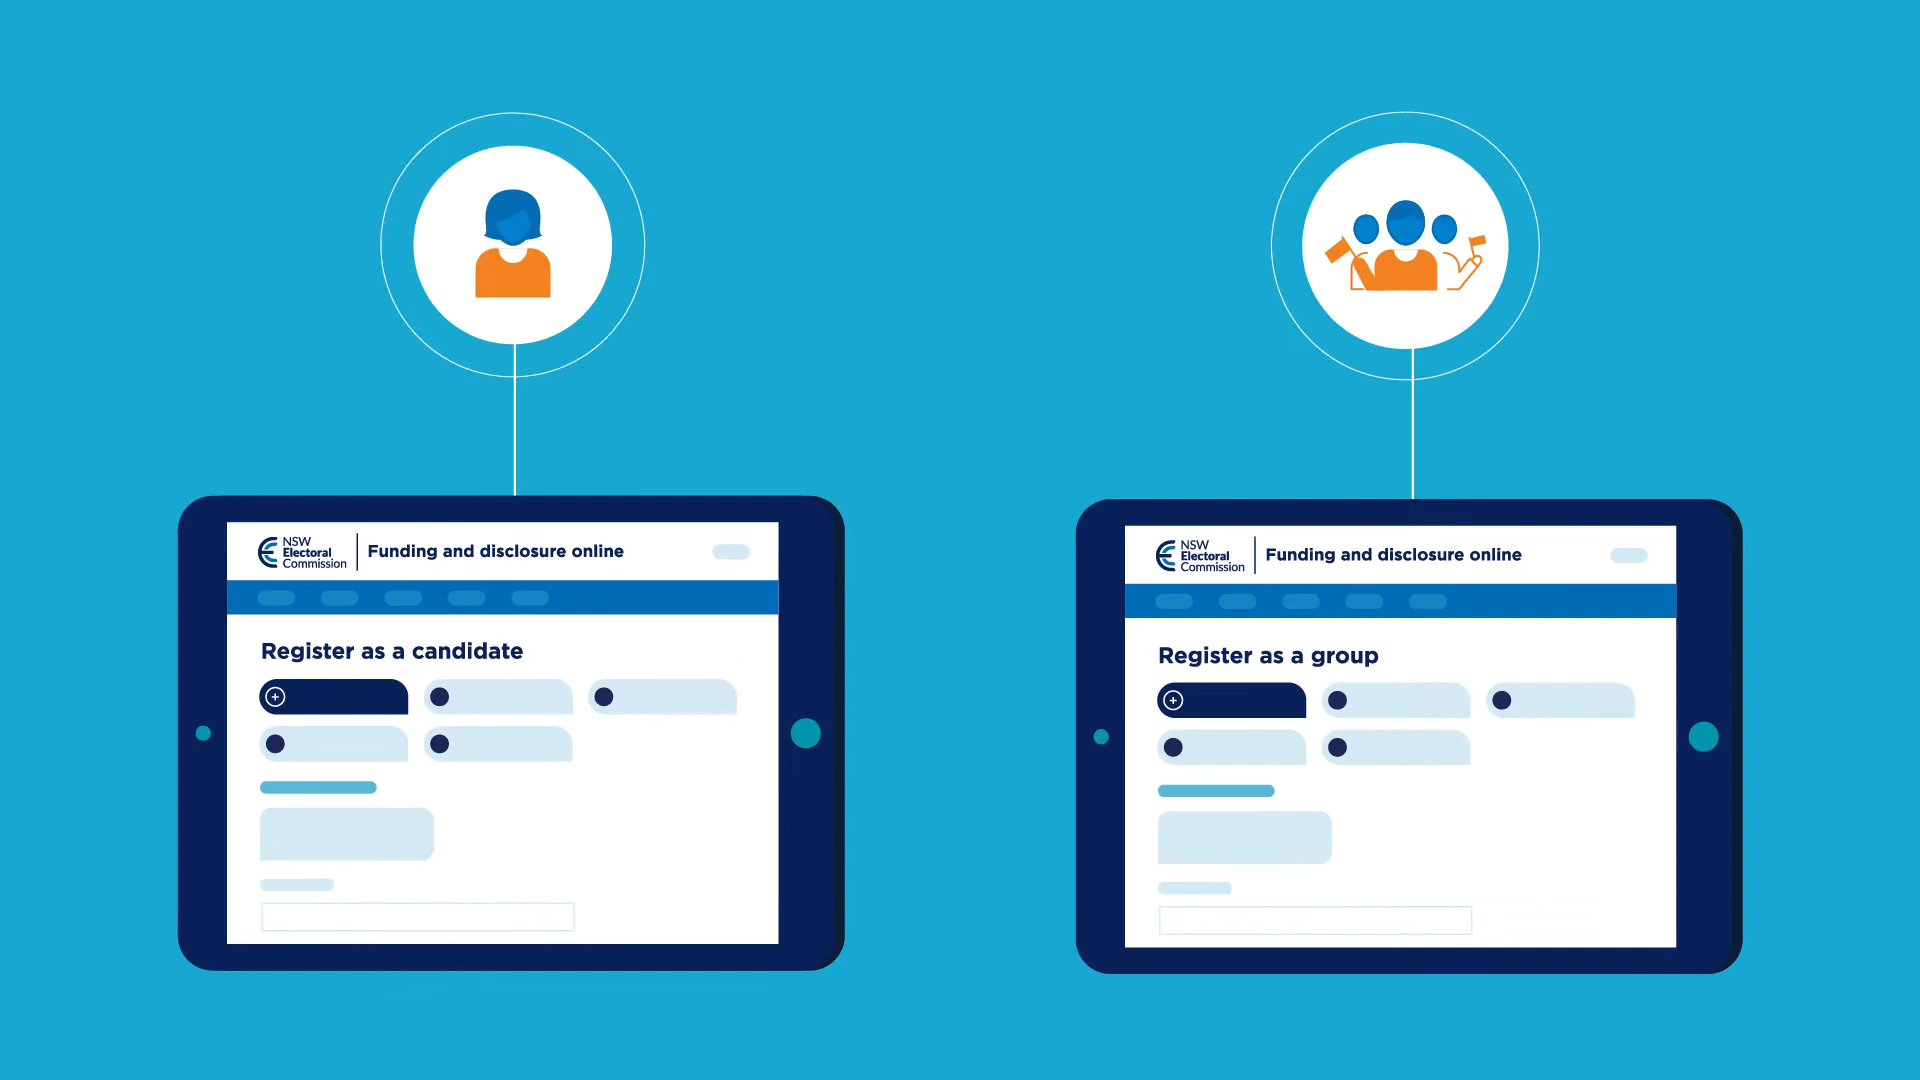 NSW
Electoral
Commission
Funding and disclosure online
Register as a candidate
NSW
Electoral
Commission
Funding and disclosure online
Register as a group